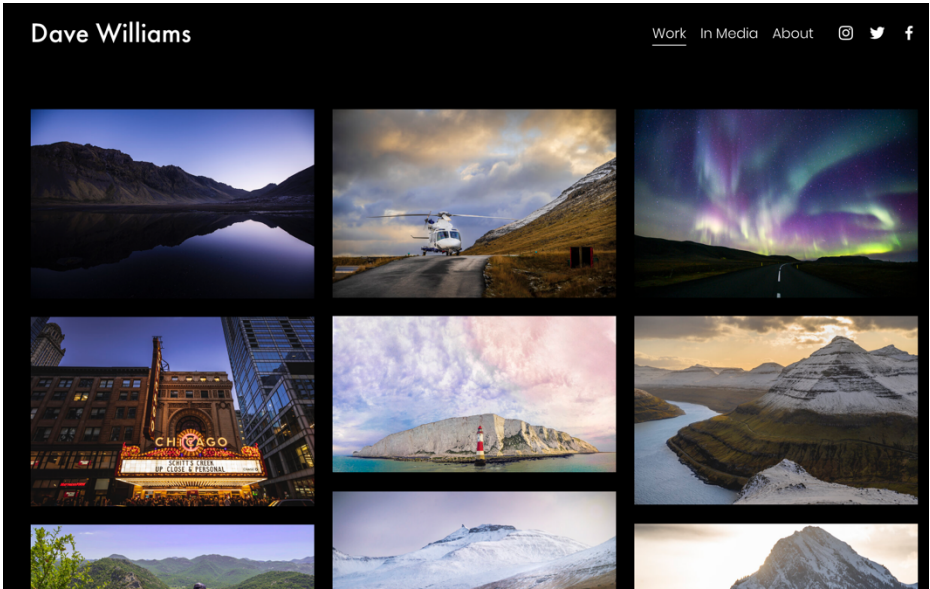 Dave Williams
Work In Media About
CHICAGO
SCHITT'S CREEK
UP CLOSE & PERSONAL